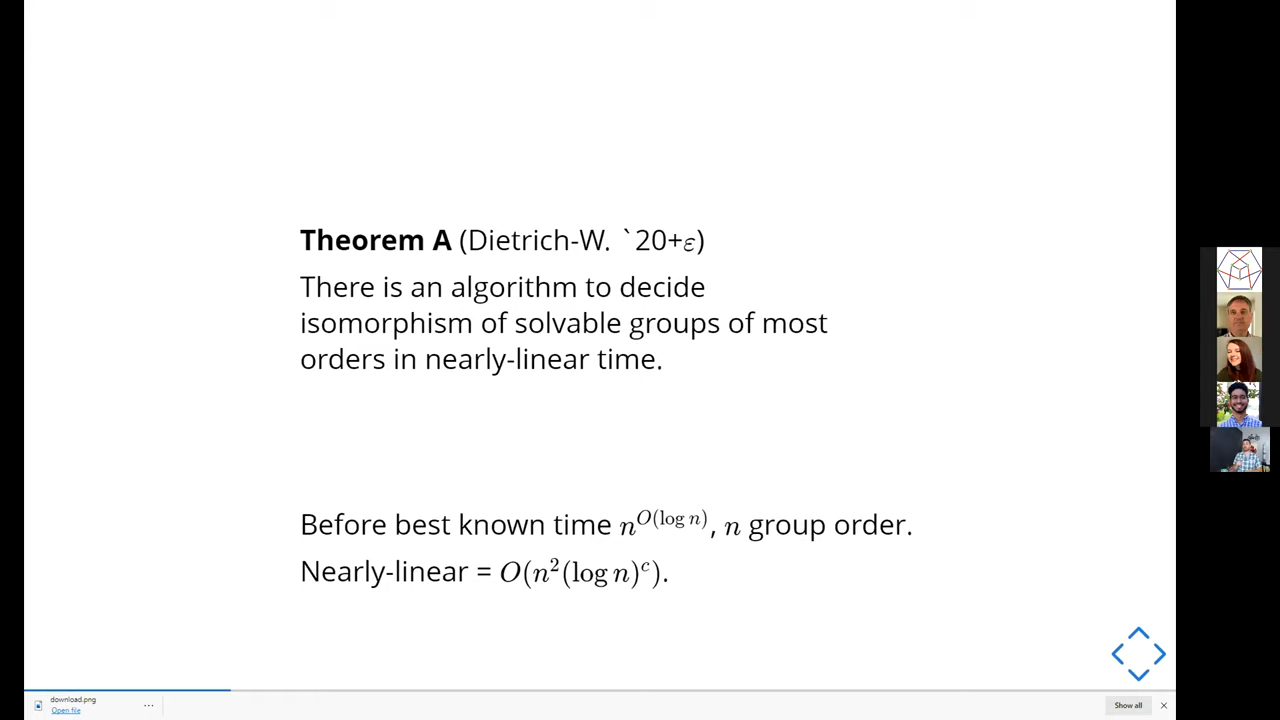 Theorem A (Dietrich-W. `20+ε)
There is an algorithm to decide
isomorphism of solvable groups of most
orders in nearly-linear time.
Before best known time n^{O(log n)}, n group order.
Nearly-linear = O(n^2(log n)^c).
download.png
Open file
Show all